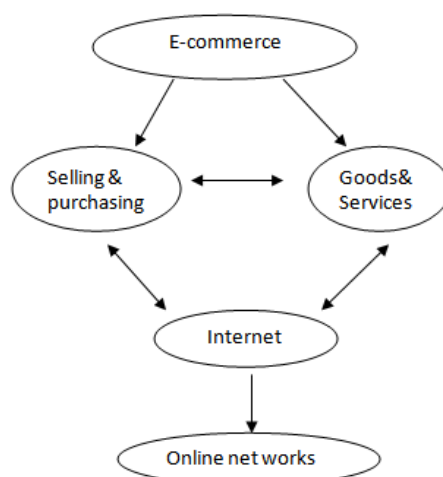 E-commerce
Selling &
purchasing
Goods&
Services
Internet
Online net works